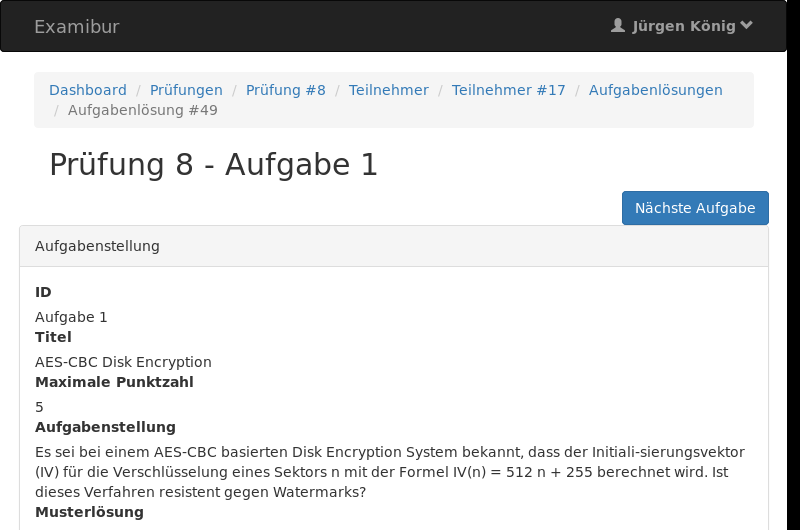 Examibur
Jürgen König
Dashboard / Prüfungen / Prüfung #8 / Teilnehmer / Teilnehmer #17 / Aufgabenlösungen
/ Aufgabenlösung #49
Prüfung 8 - Aufgabe 1
Nächste Aufgabe
Aufgabenstellung
ID
Aufgabe 1
Titel
AES-CBC Disk Encryption
Maximale Punktzahl
5
Aufgabenstellung
Es sei bei einem AES-CBC basierten Disk Encryption System bekannt, dass der Initiali-sierungsvektor
(IV) für die Verschlüsselung eines Sektors n mit der Formel IV(n) = 512 n + 255 berechnet wird. Ist
dieses Verfahren resistent gegen Watermarks?
Musterlösung